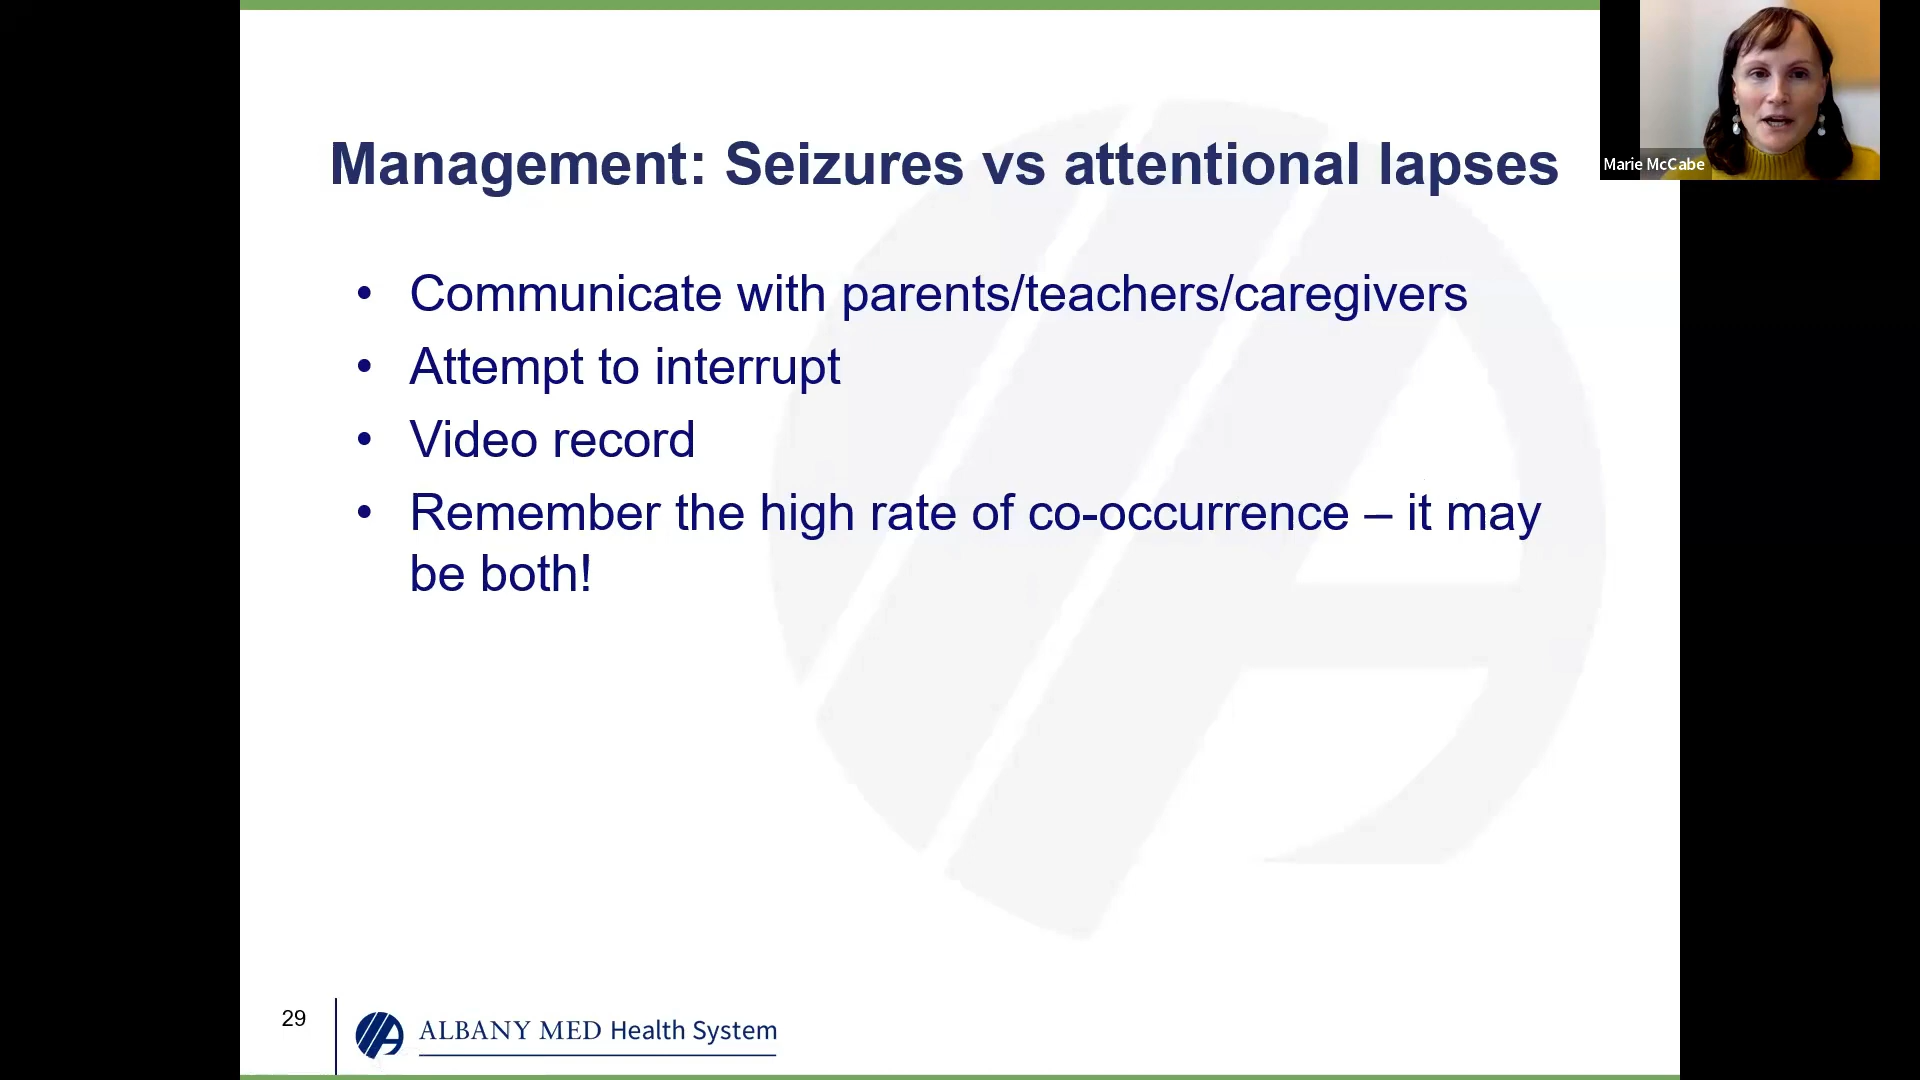 Management: Seizures vs attentional lapses
Marie McCabe
• Communicate with parents/teachers/caregivers
• Attempt to interrupt
• Video record
• Remember the high rate of co-occurrence – it may
be both!
29
ALBANY MED Health System